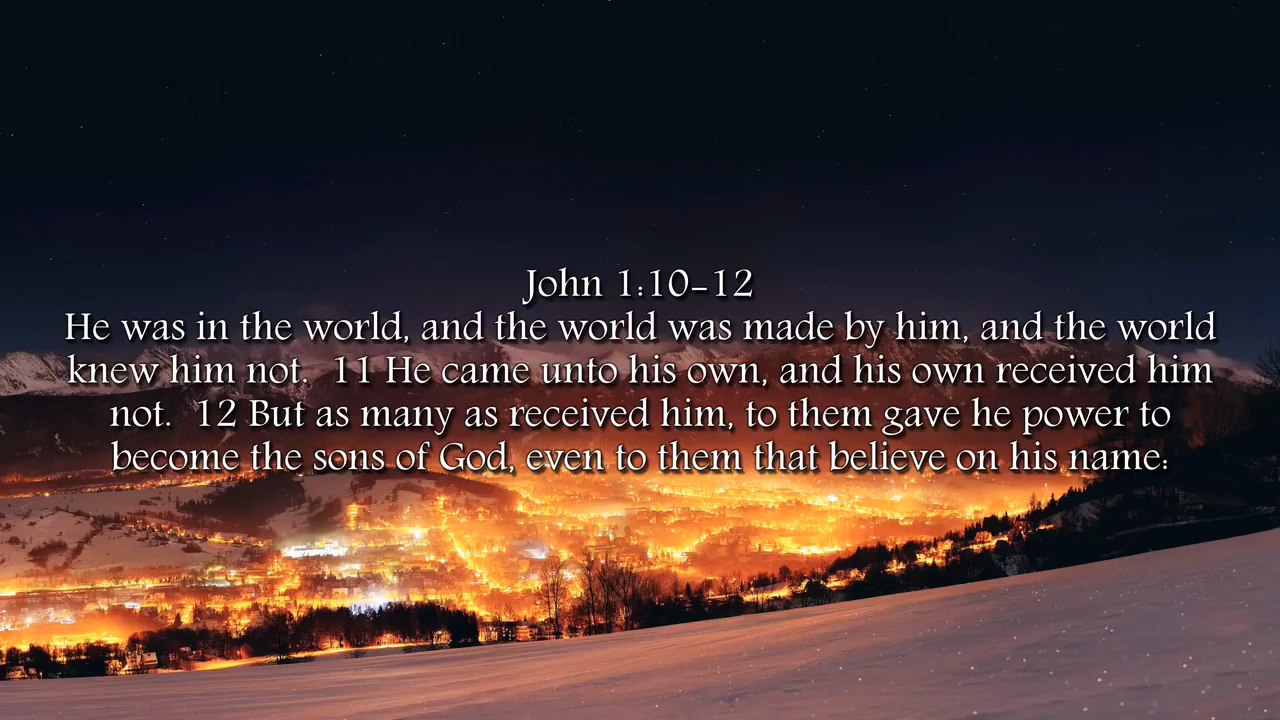 John 1:10-12
He was in the world, and the world was made by him, and the world
knew him not.  11 He came unto his own, and his own received him
not.  12 But as many as received him, to them gave he power to
become the sons of God, even to them that believe on his name: